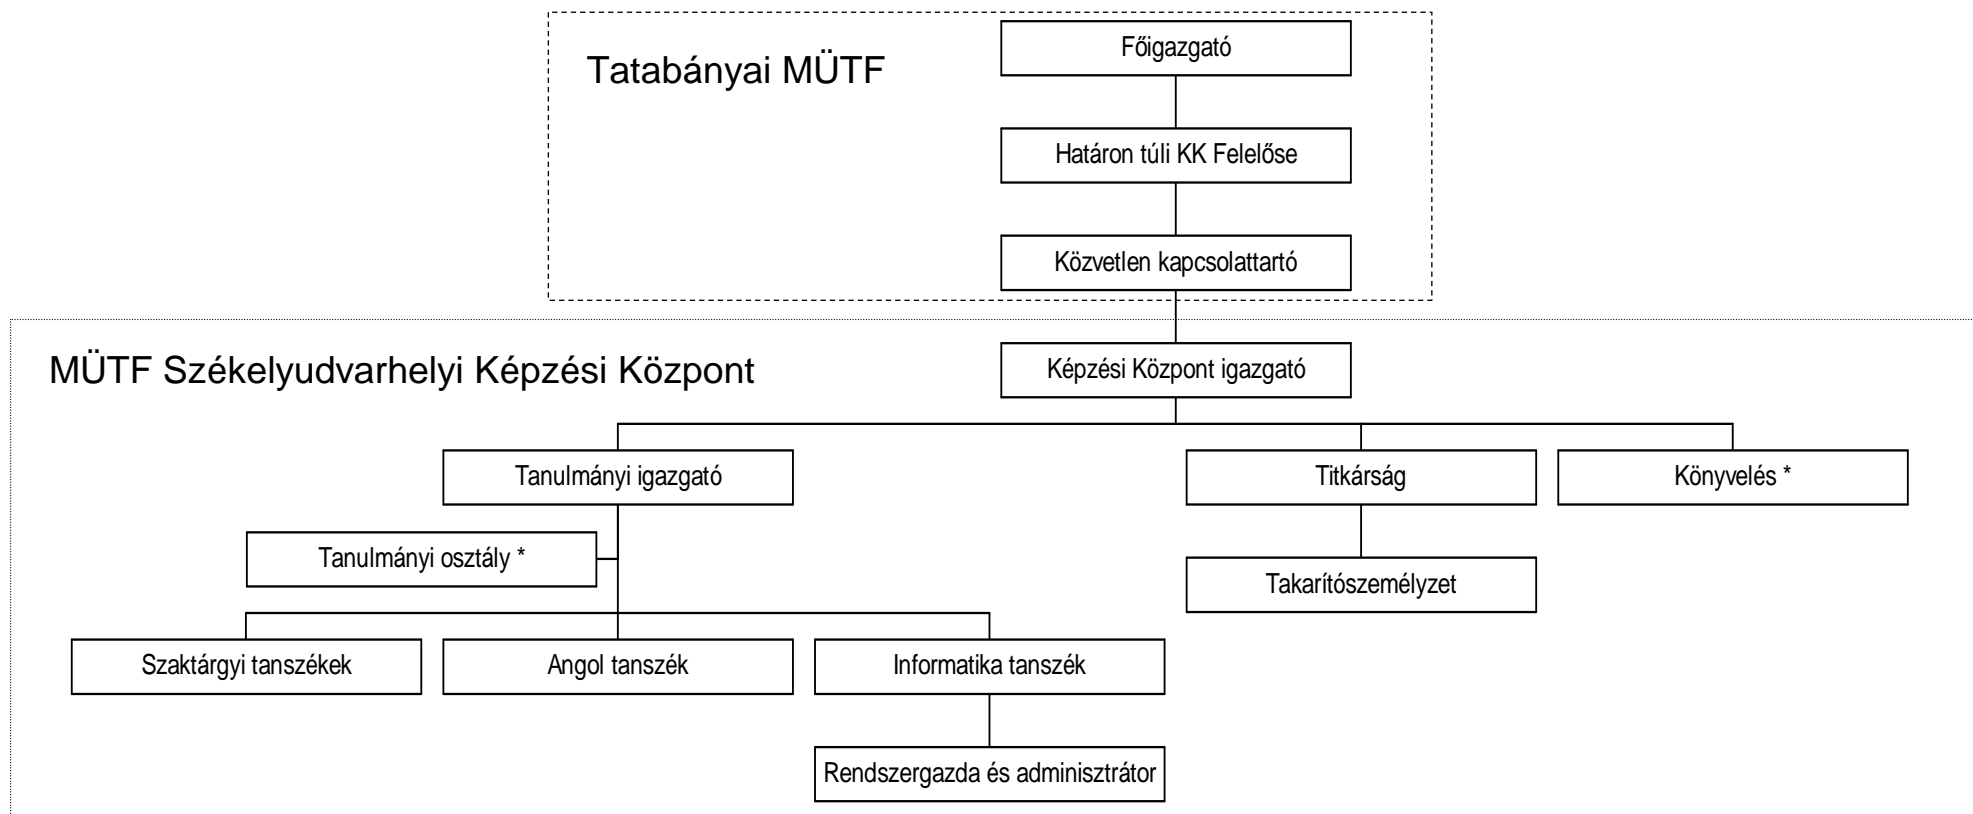 Tatabányai MÜTF
Főigazgató
Határon túli KK Felelőse
Közvetlen kapcsolattartó
MÜTF Székelyudvarhelyi Képzési Központ
Képzési Központ igazgató
Tanulmányi igazgató
Titkárság
Könyvelés *
Tanulmányi osztály *
Takarítószemélyzet
Szaktárgyi tanszékek
Angol tanszék
Informatika tanszék
Rendszergazda és adminisztrátor